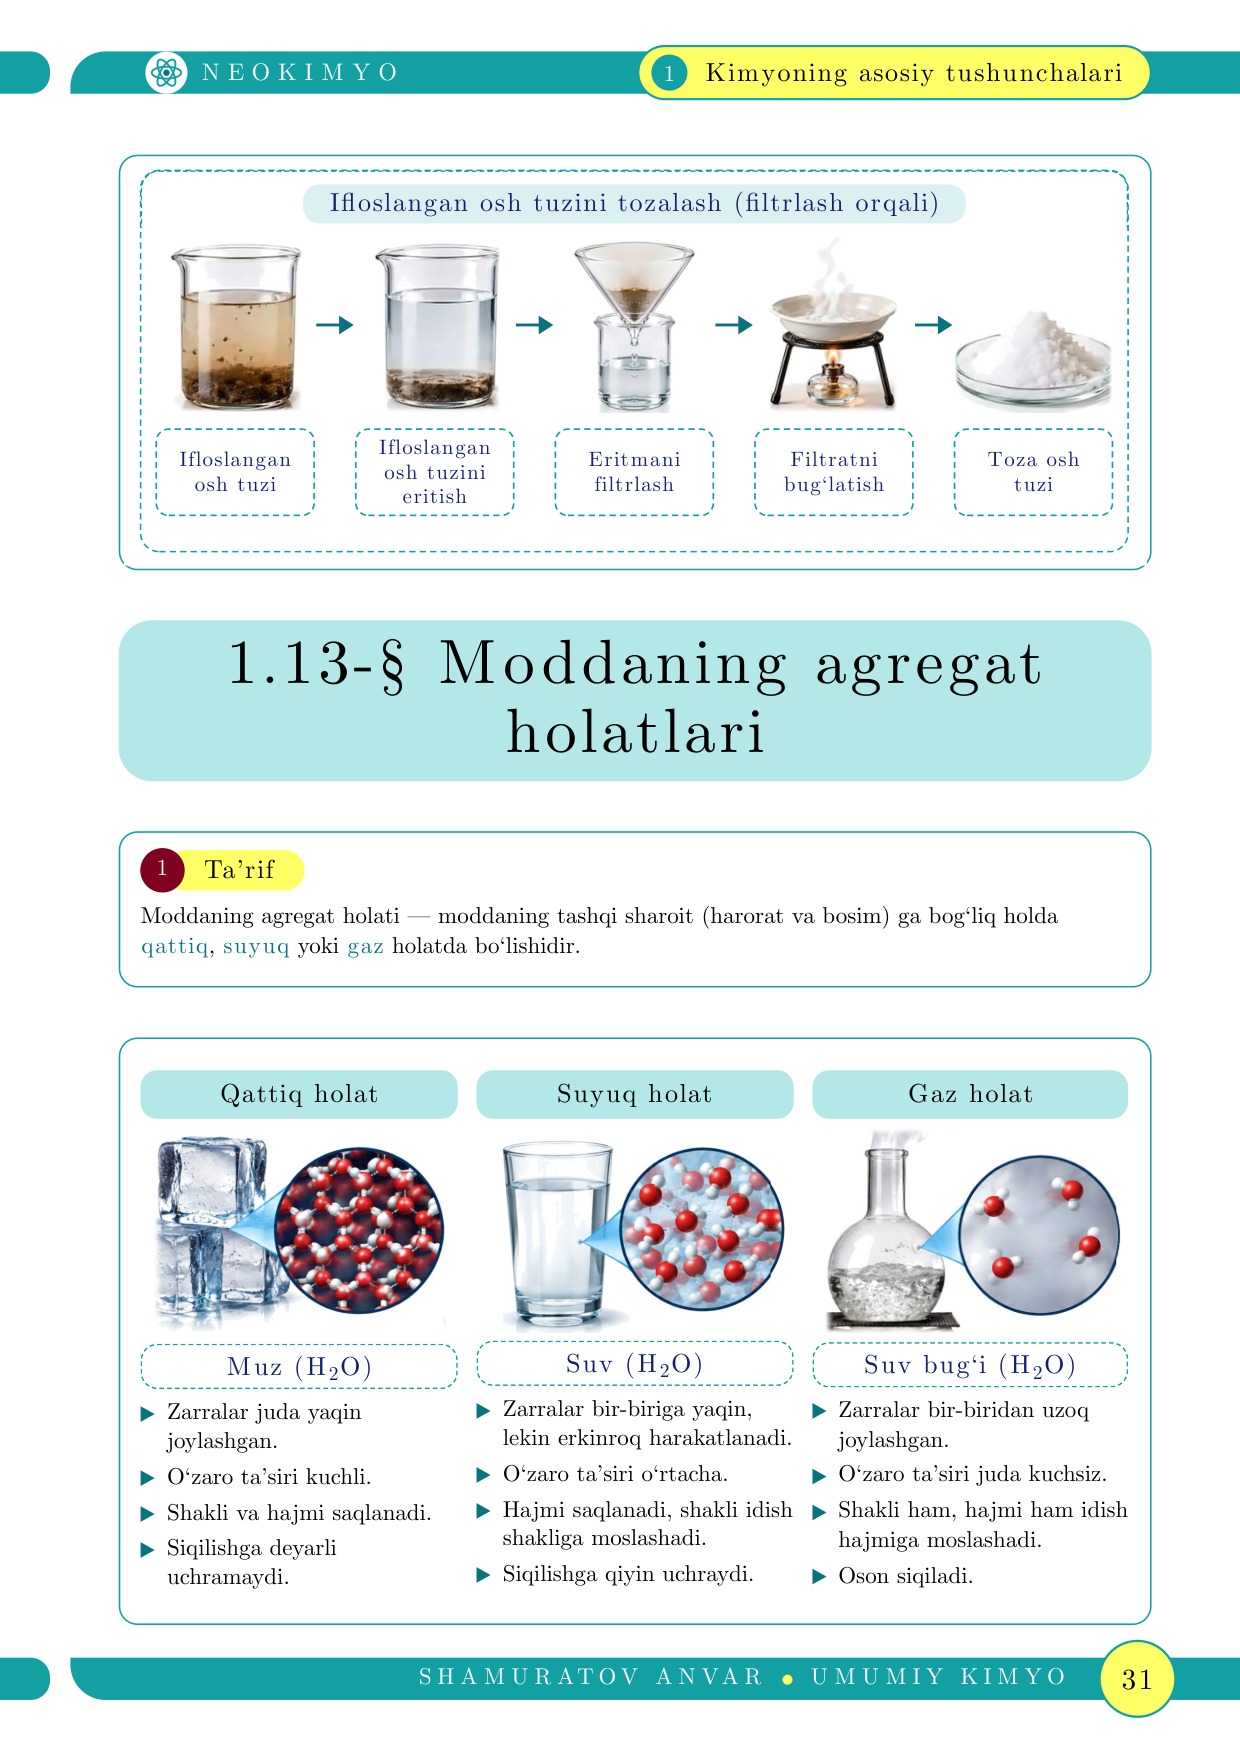 NEOKIMYO
1 Kimyoning asosiy tushunchalari
Ifloslangan osh tuzini tozalash (filtrlash orqali)
Ifloslangan
osh tuzi
Ifloslangan
osh tuzini
eritish
Eritmani
filtrlash
Filtratni
bug‘latish
Toza osh
tuzi
1.13-§ Moddaning agregat
holatlari
1 Ta’rif
Moddaning agregat holati — moddaning tashqi sharoit (harorat va bosim) ga bog‘liq holda
qattiq, suyuq yoki gaz holatda bo‘lishidir.
Qattiq holat
Muz (H₂O)
▶ Zarralar juda yaqin
joylashgan.
▶ O‘zaro ta’siri kuchli.
▶ Shakli va hajmi saqlanadi.
▶ Siqilishga deyarli
uchramaydi.
Suyuq holat
Suv (H₂O)
▶ Zarralar bir-biriga yaqin,
lekin erkinroq harakatlanadi.
▶ O‘zaro ta’siri o‘rtacha.
▶ Hajmi saqlanadi, shakli idish
shakliga moslashadi.
▶ Siqilishga qiyin uchraydi.
Gaz holat
Suv bug‘i (H₂O)
▶ Zarralar bir-biridan uzoq
joylashgan.
▶ O‘zaro ta’siri juda kuchsiz.
▶ Shakli ham, hajmi ham idish
hajmiga moslashadi.
▶ Oson siqiladi.
SHAMURATOV ANVAR • UMUMIY KIMYO
31